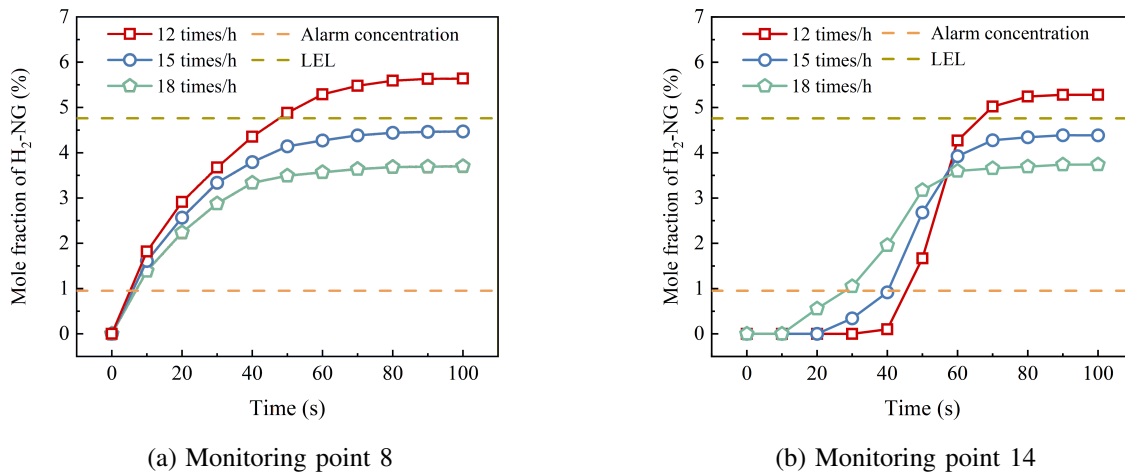 7
6
5
4
3
2
1
0
Mole fraction of H₂-NG (%)
12 times/h
15 times/h
18 times/h
Alarm concentration
LEL
0 20 40 60 80 100
Time (s)
(a) Monitoring point 8
7
6
5
4
3
2
1
0
Mole fraction of H₂-NG (%)
12 times/h
15 times/h
18 times/h
Alarm concentration
LEL
0 20 40 60 80 100
Time (s)
(b) Monitoring point 14